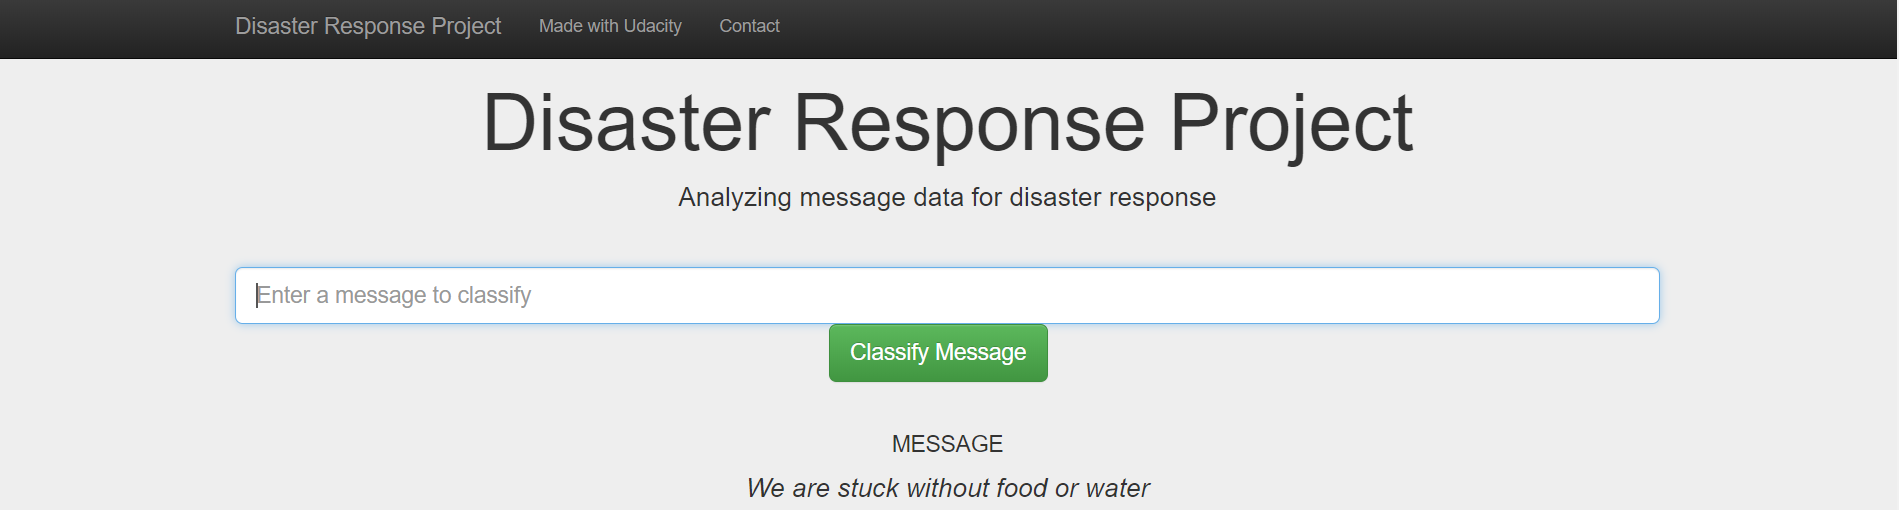 Disaster Response Project Made with Udacity Contact
Disaster Response Project
Analyzing message data for disaster response
Enter a message to classify
Classify Message
MESSAGE
We are stuck without food or water